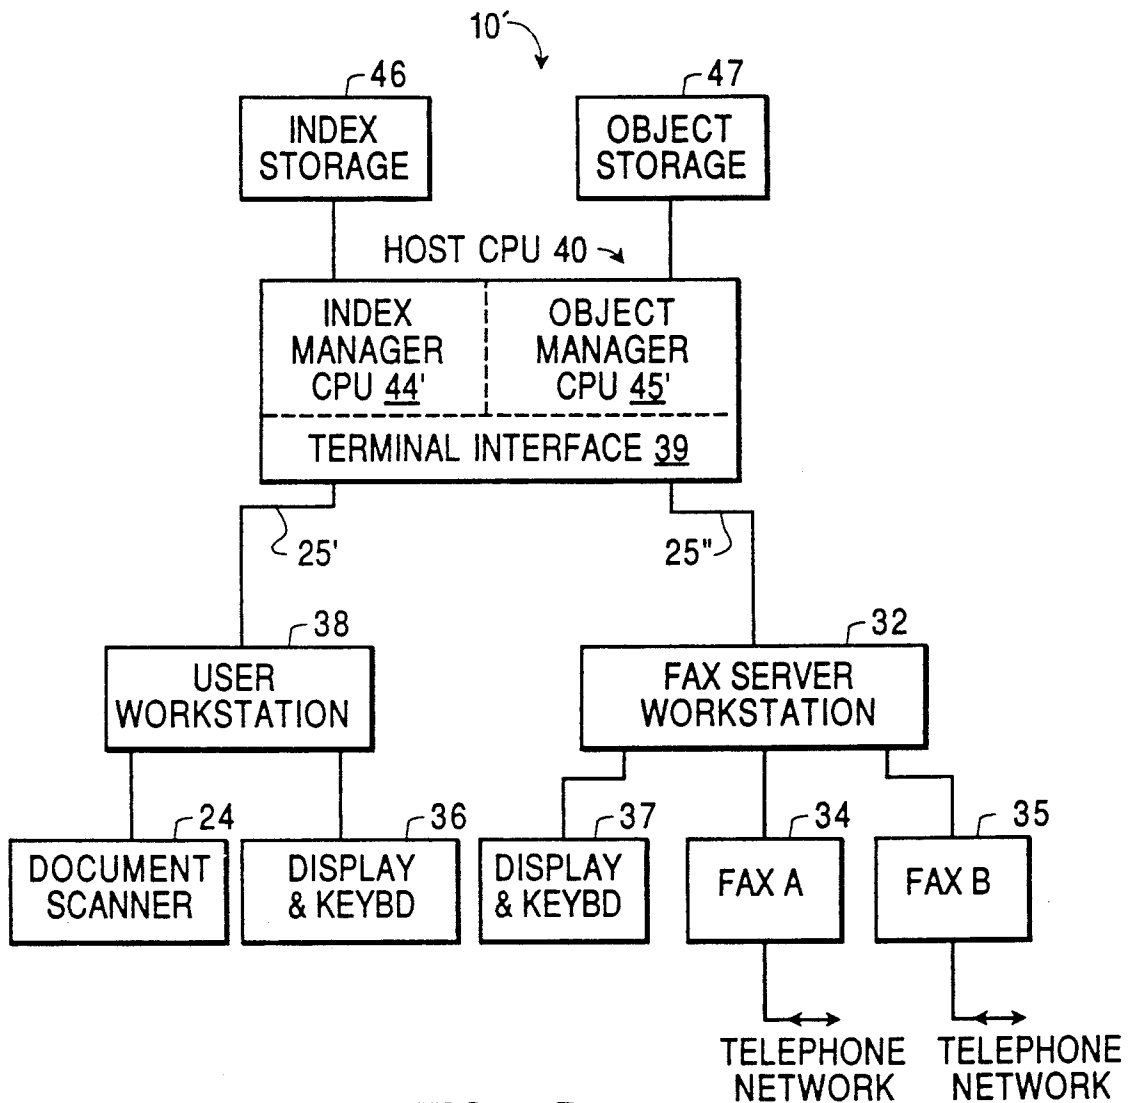 10′
46
47
INDEX
STORAGE
OBJECT
STORAGE
HOST CPU 40
INDEX
MANAGER
CPU 44'
OBJECT
MANAGER
CPU 45'
TERMINAL INTERFACE 39
25'
25"
38
32
USER
WORKSTATION
FAX SERVER
WORKSTATION
24
36
37
34
35
DOCUMENT
SCANNER
DISPLAY
& KEYBD
DISPLAY
& KEYBD
FAX A
FAX B
TELEPHONE
NETWORK
TELEPHONE
NETWORK